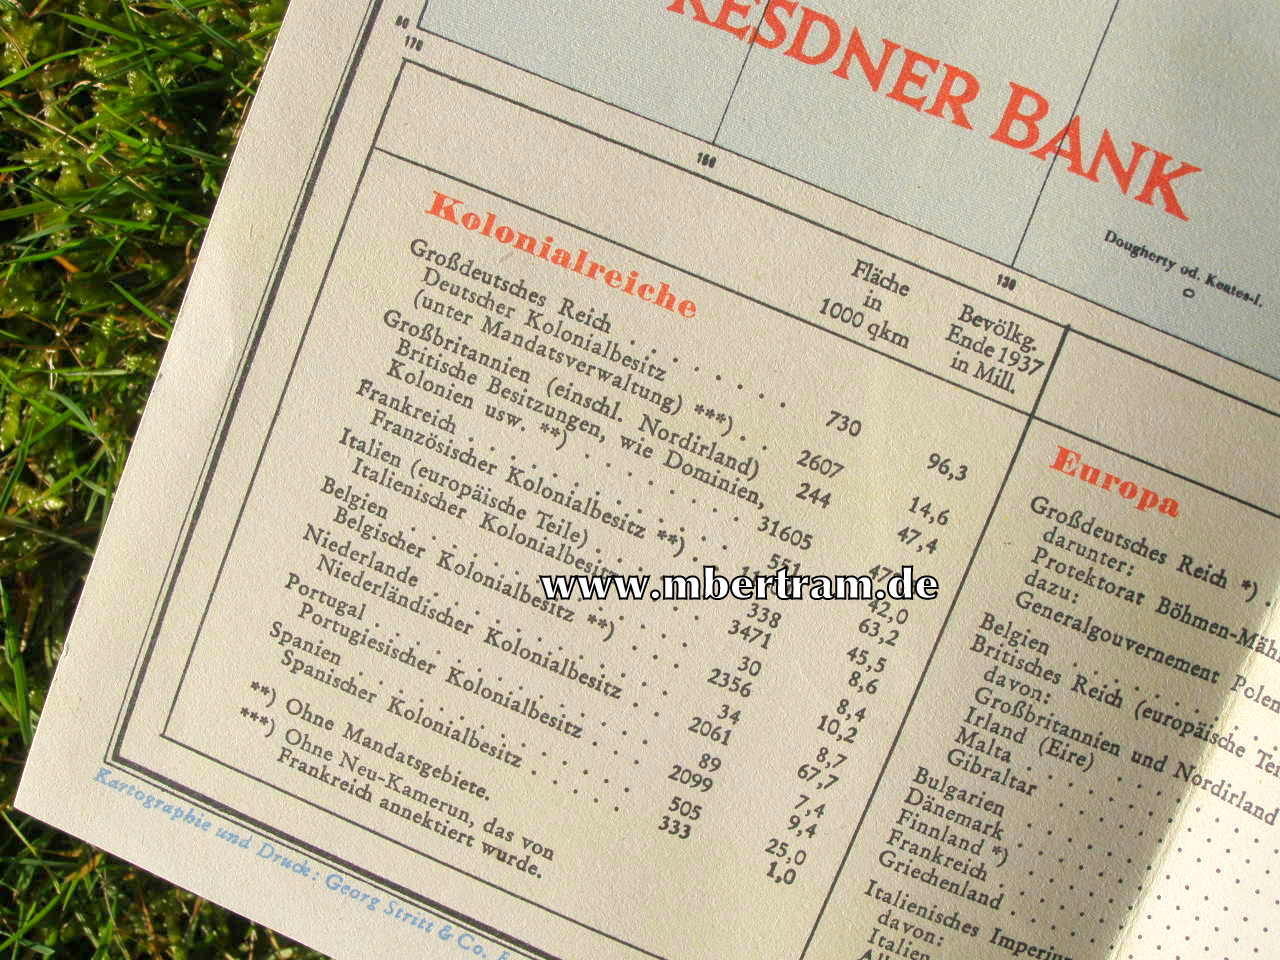 80
170
160
130
RESDNER BANK
Dougherty od. Keates-I.
Kolonialreiche
Fläche
in
1000 qkm
Bevölkg.
Ende 1937
in Mill.
Großdeutsches Reich . . . . . . . . 730 96,3
Deutscher Kolonialbesitz
(unter Mandatsverwaltung) ***) . . 2607 14,6
Großbritannien (einschl. Nordirland) 244 47,4
Britische Besitzungen, wie Dominien,
Kolonien usw. **) . . . . . . . . 31605
Frankreich . . . . . . . . . . . . 551 42,0
Französischer Kolonialbesitz **) . . 63,2
Italien (europäische Teile) . . . . 338 45,5
Italienischer Kolonialbesitz . . . 3471 8,6
Belgien . . . . . . . . . . . . 30 8,4
Belgischer Kolonialbesitz **) . . . . 2356 10,2
Niederlande . . . . . . . . . . . 34 8,7
Niederländischer Kolonialbesitz . . 2061 67,7
Portugal . . . . . . . . . . . . 89 7,4
Portugiesischer Kolonialbesitz . . . 2099 9,4
Spanien . . . . . . . . . . . . 505 25,0
Spanischer Kolonialbesitz . . . . . 333 1,0
**) Ohne Mandatsgebiete.
***) Ohne Neu-Kamerun, das von
Frankreich annektiert wurde.
Kartographie und Druck: Georg Stritt & Co.
Europa
Großdeutsches Reich *) .
darunter:
Protektorat Böhmen-Mäh
dazu:
Generalgouvernement Polen
Belgien . . . . . . . .
Britisches Reich (europäische Te
davon:
Großbritannien und Nordirland
Irland (Eire) . . . . .
Malta . . . . . . . .
Gibraltar . . . . . . .
Bulgarien . . . . . . .
Dänemark . . . . . . .
Finnland *) . . . . . .
Frankreich . . . . . . .
Griechenland . . . . . .
Italienisches Imperium
davon:
Italien
www.mbertram.de